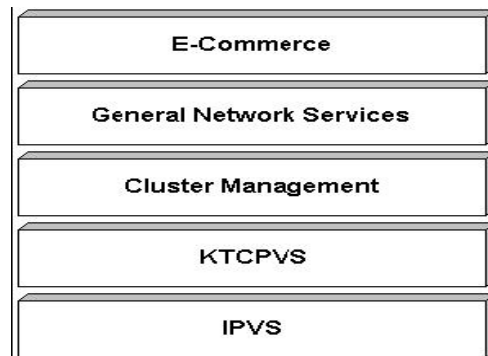 E-Commerce
General Network Services
Cluster Management
KTCPVS
IPVS